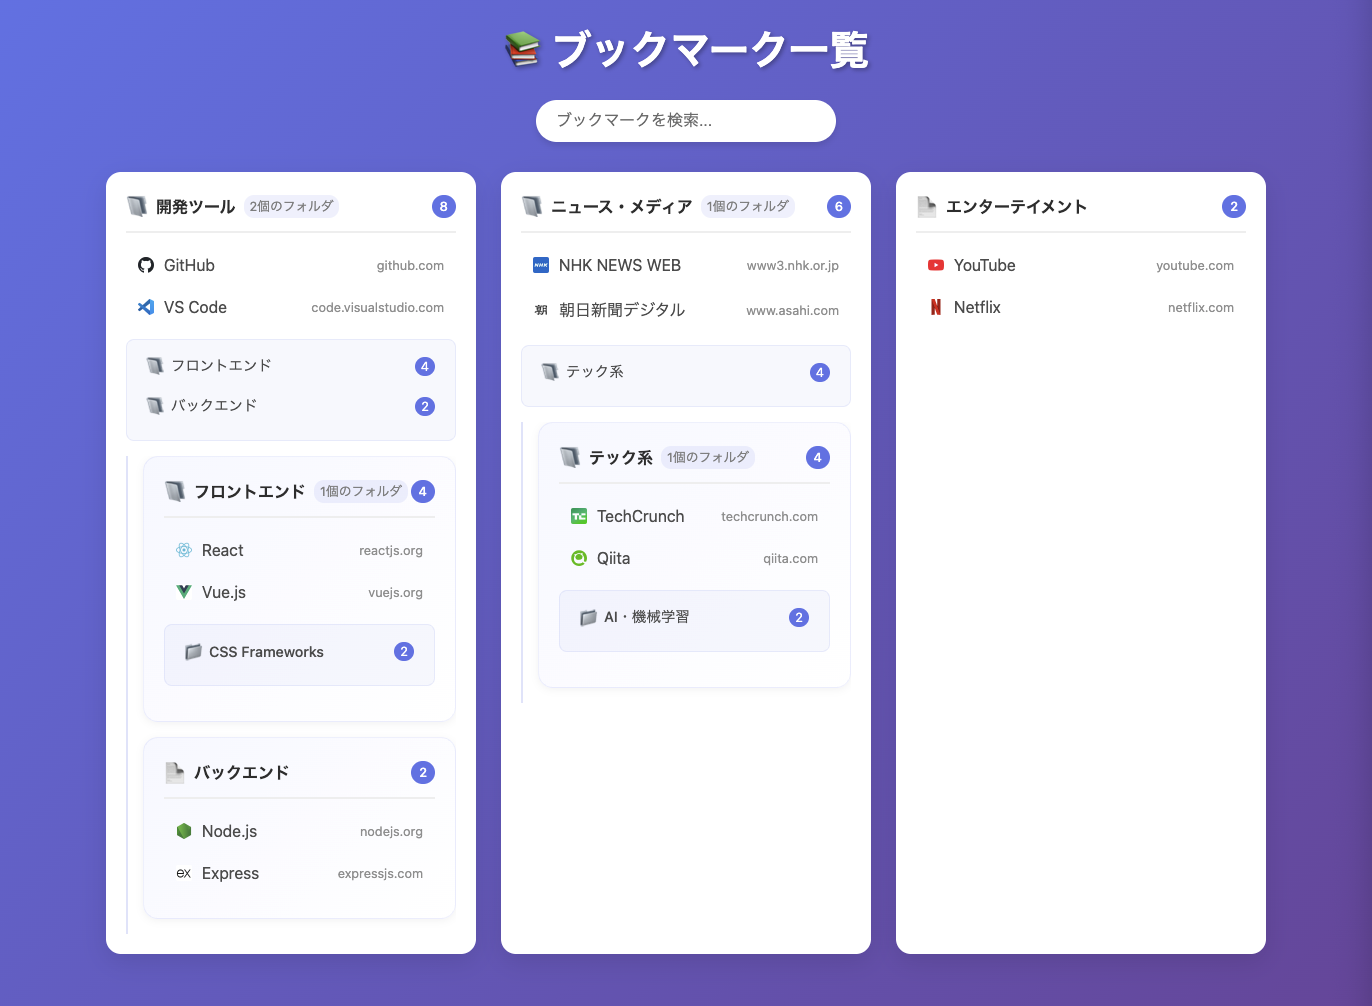 ブックマーク一覧
ブックマークを検索...
開発ツール 2個のフォルダ 8
GitHub github.com
VS Code code.visualstudio.com
フロントエンド 4
バックエンド 2
フロントエンド 1個のフォルダ 4
React reactjs.org
Vue.js vuejs.org
CSS Frameworks 2
バックエンド 2
Node.js nodejs.org
ex Express expressjs.com
ニュース・メディア 1個のフォルダ 6
NHK NHK NEWS WEB www3.nhk.or.jp
朝 朝日新聞デジタル www.asahi.com
テック系 4
テック系 1個のフォルダ 4
TC TechCrunch techcrunch.com
Qiita qiita.com
AI・機械学習 2
エンターテイメント 2
YouTube youtube.com
N Netflix netflix.com